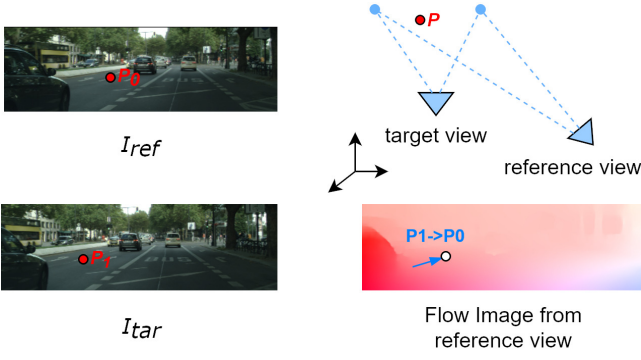 P0
P
Iref
target view
reference view
P1
P1->P0
Itar
Flow Image from
reference view